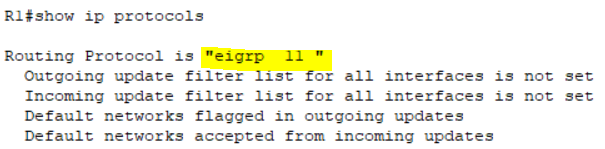 R1#show ip protocols
Routing Protocol is "eigrp  11 "
Outgoing update filter list for all interfaces is not set
Incoming update filter list for all interfaces is not set
Default networks flagged in outgoing updates
Default networks accepted from incoming updates